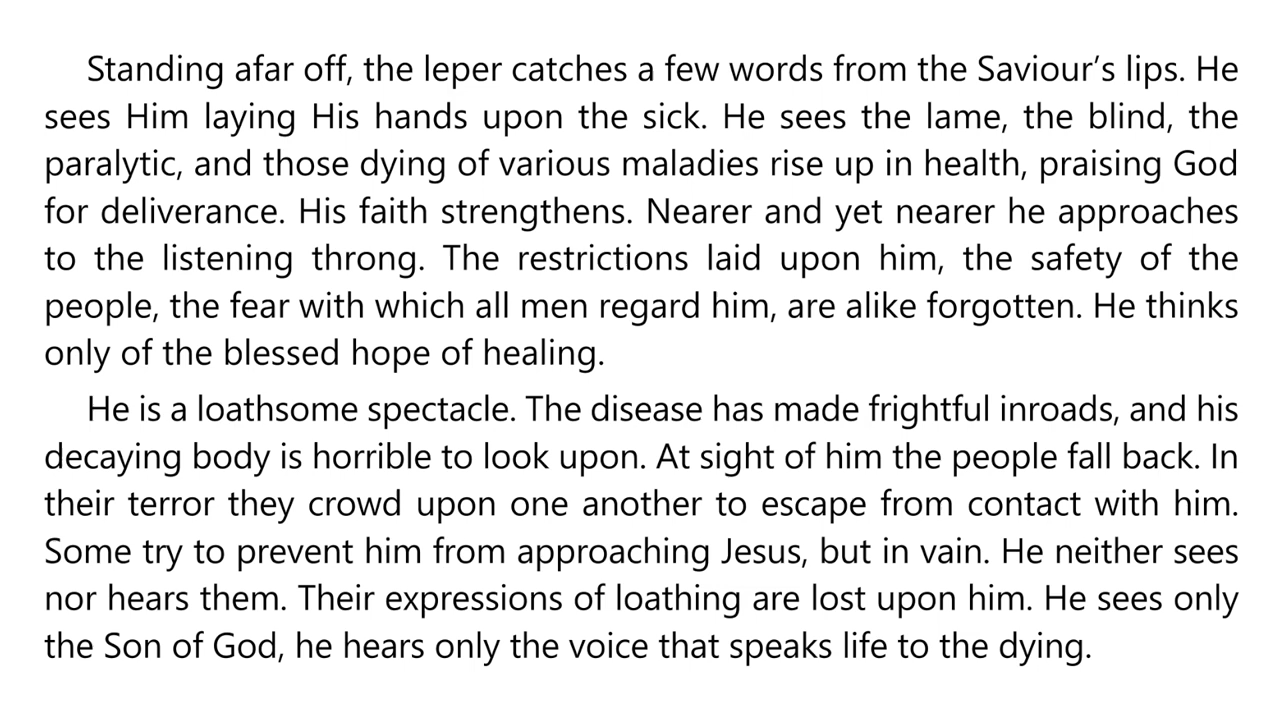 Standing afar off, the leper catches a few words from the Saviour’s lips. He
sees Him laying His hands upon the sick. He sees the lame, the blind, the
paralytic, and those dying of various maladies rise up in health, praising God
for deliverance. His faith strengthens. Nearer and yet nearer he approaches
to the listening throng. The restrictions laid upon him, the safety of the
people, the fear with which all men regard him, are alike forgotten. He thinks
only of the blessed hope of healing.
He is a loathsome spectacle. The disease has made frightful inroads, and his
decaying body is horrible to look upon. At sight of him the people fall back. In
their terror they crowd upon one another to escape from contact with him.
Some try to prevent him from approaching Jesus, but in vain. He neither sees
nor hears them. Their expressions of loathing are lost upon him. He sees only
the Son of God, he hears only the voice that speaks life to the dying.